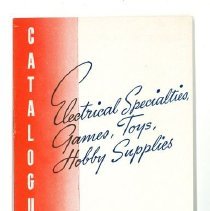 CATALOGU
Electrical Specialties,
Games, Toys,
Hobby Supplies